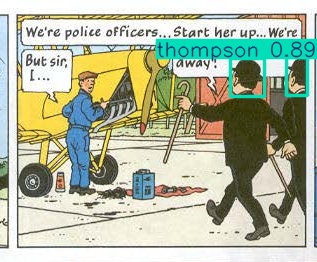 We're police officers... Start her up... We're
thompson 0.89
But sir,
I...
away!